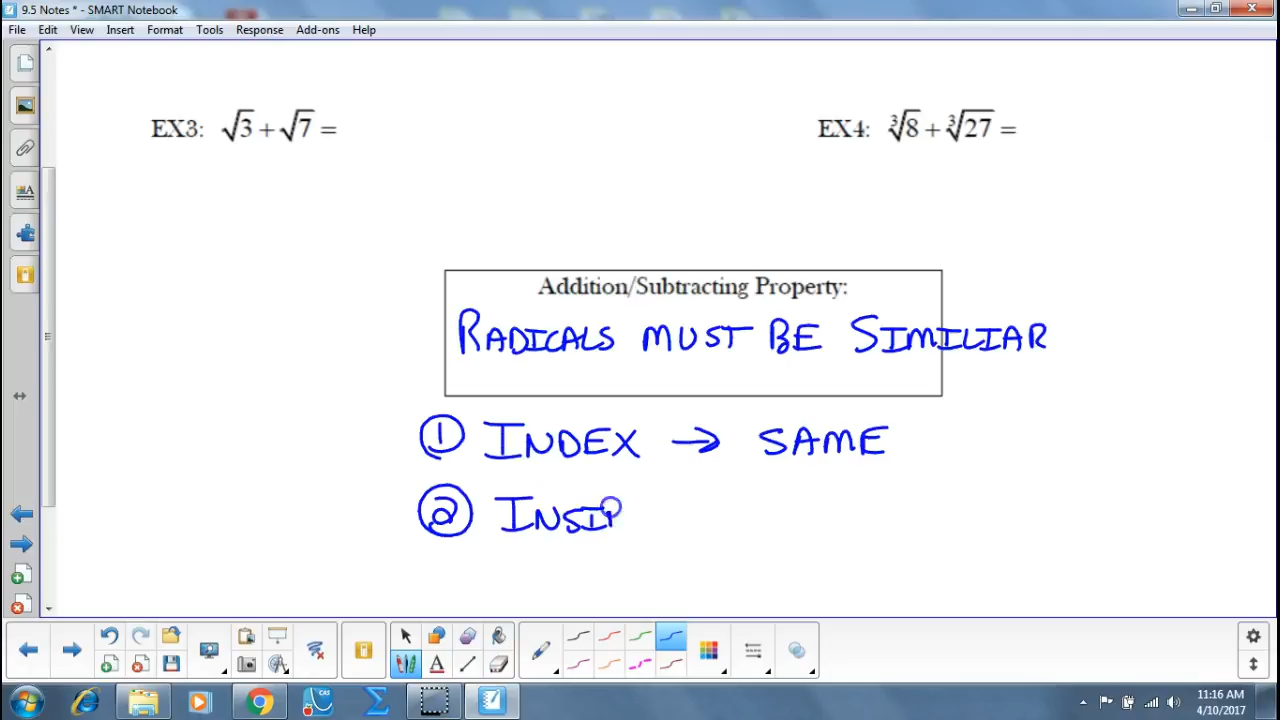 9.5 Notes * - SMART Notebook
File Edit View Insert Format Tools Response Add-ons Help
EX3: √3 + √7 =
EX4: ∛8 + ∛27 =
Addition/Subtracting Property:
RADICALS MUST BE SIMILIAR
① INDEX → SAME
② INSI
11:16 AM
4/10/2017